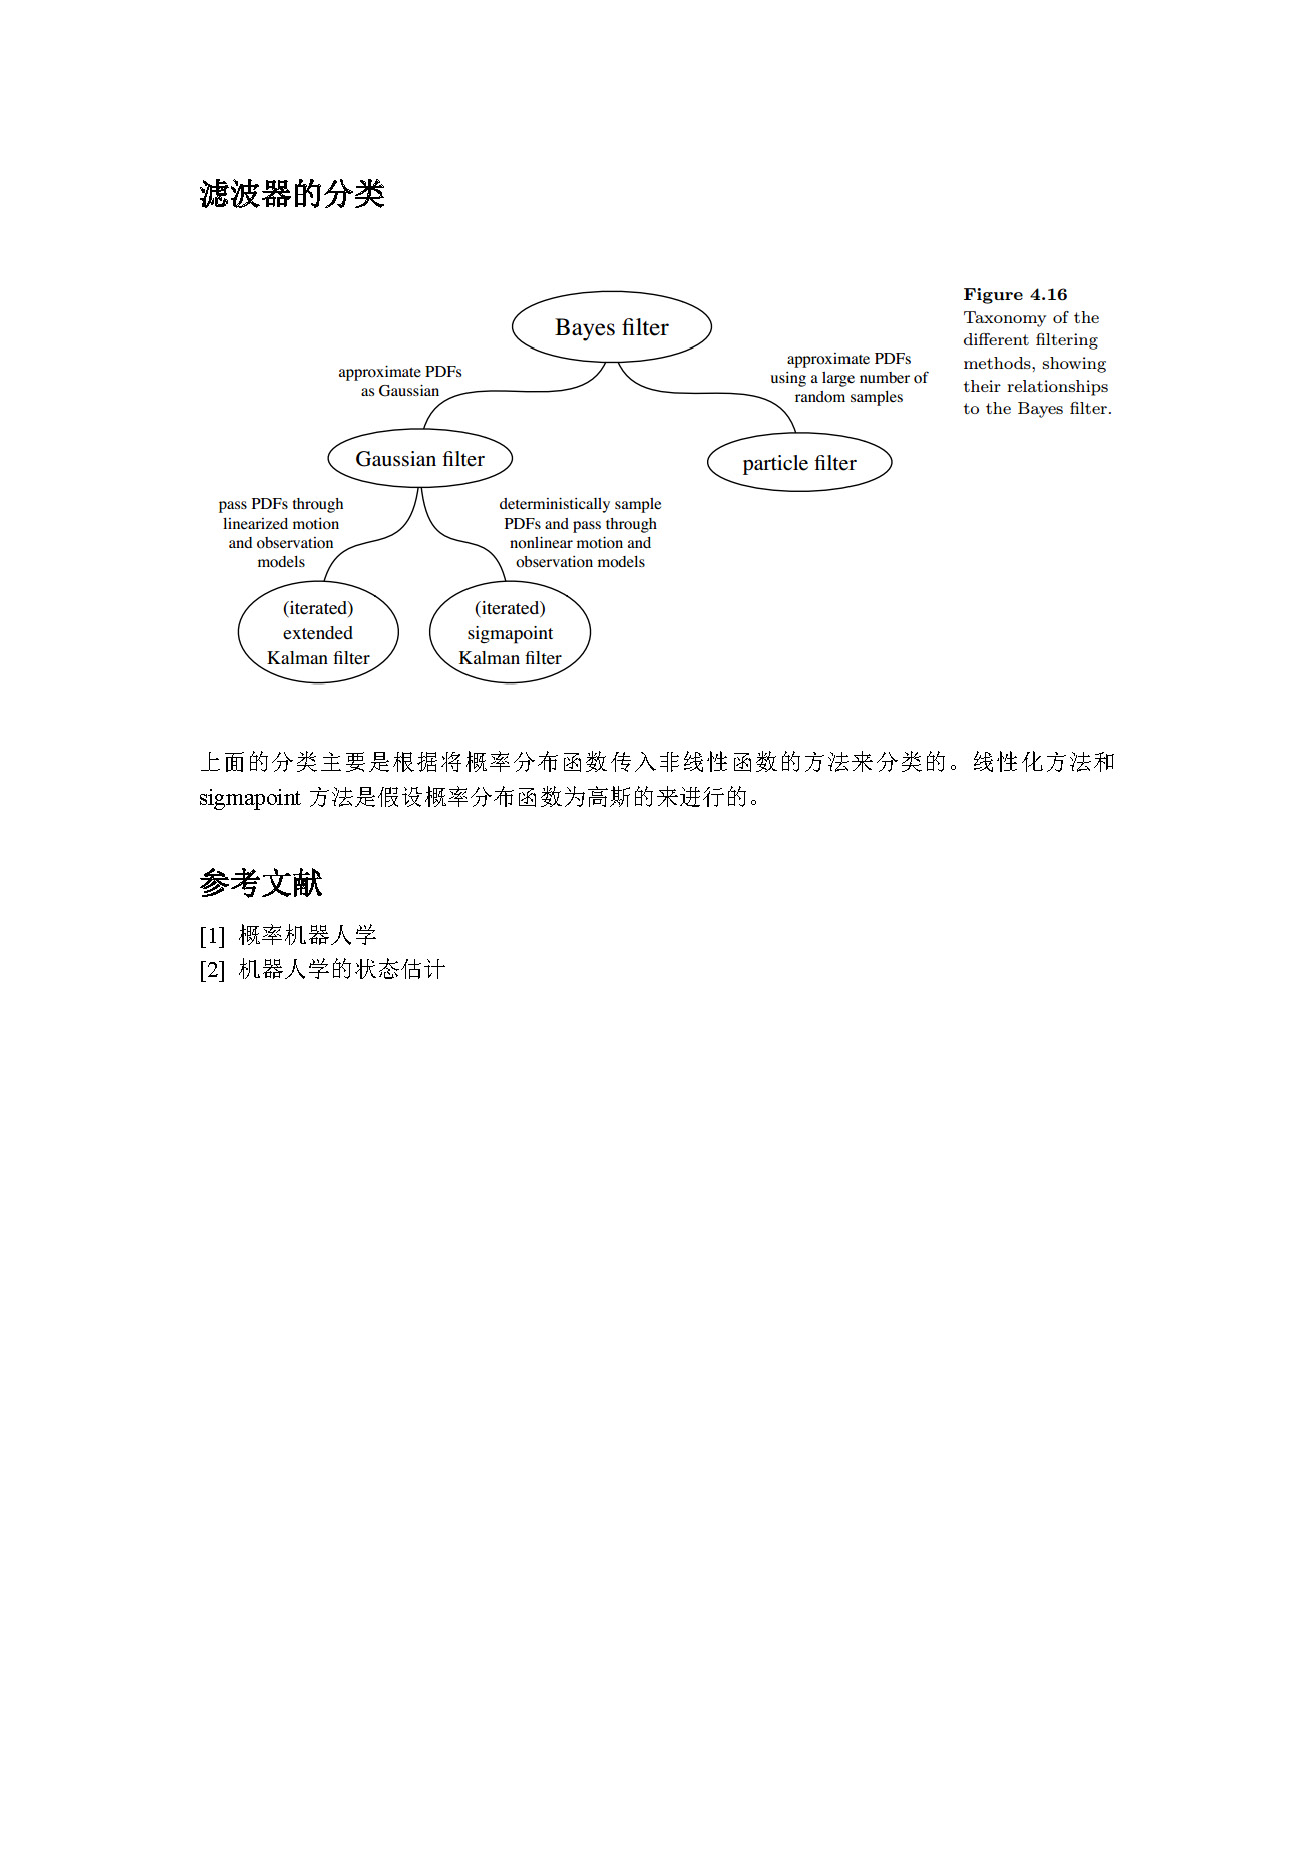 滤波器的分类
Bayes filter
approximate PDFs
as Gaussian
approximate PDFs
using a large number of
random samples
Figure 4.16
Taxonomy of the
different filtering
methods, showing
their relationships
to the Bayes filter.
Gaussian filter
particle filter
pass PDFs through
linearized motion
and observation
models
deterministically sample
PDFs and pass through
nonlinear motion and
observation models
(iterated)
extended
Kalman filter
(iterated)
sigmapoint
Kalman filter
上面的分类主要是根据将概率分布函数传入非线性函数的方法来分类的。线性化方法和
sigmapoint 方法是假设概率分布函数为高斯的来进行的。
参考文献
[1] 概率机器人学
[2] 机器人学的状态估计